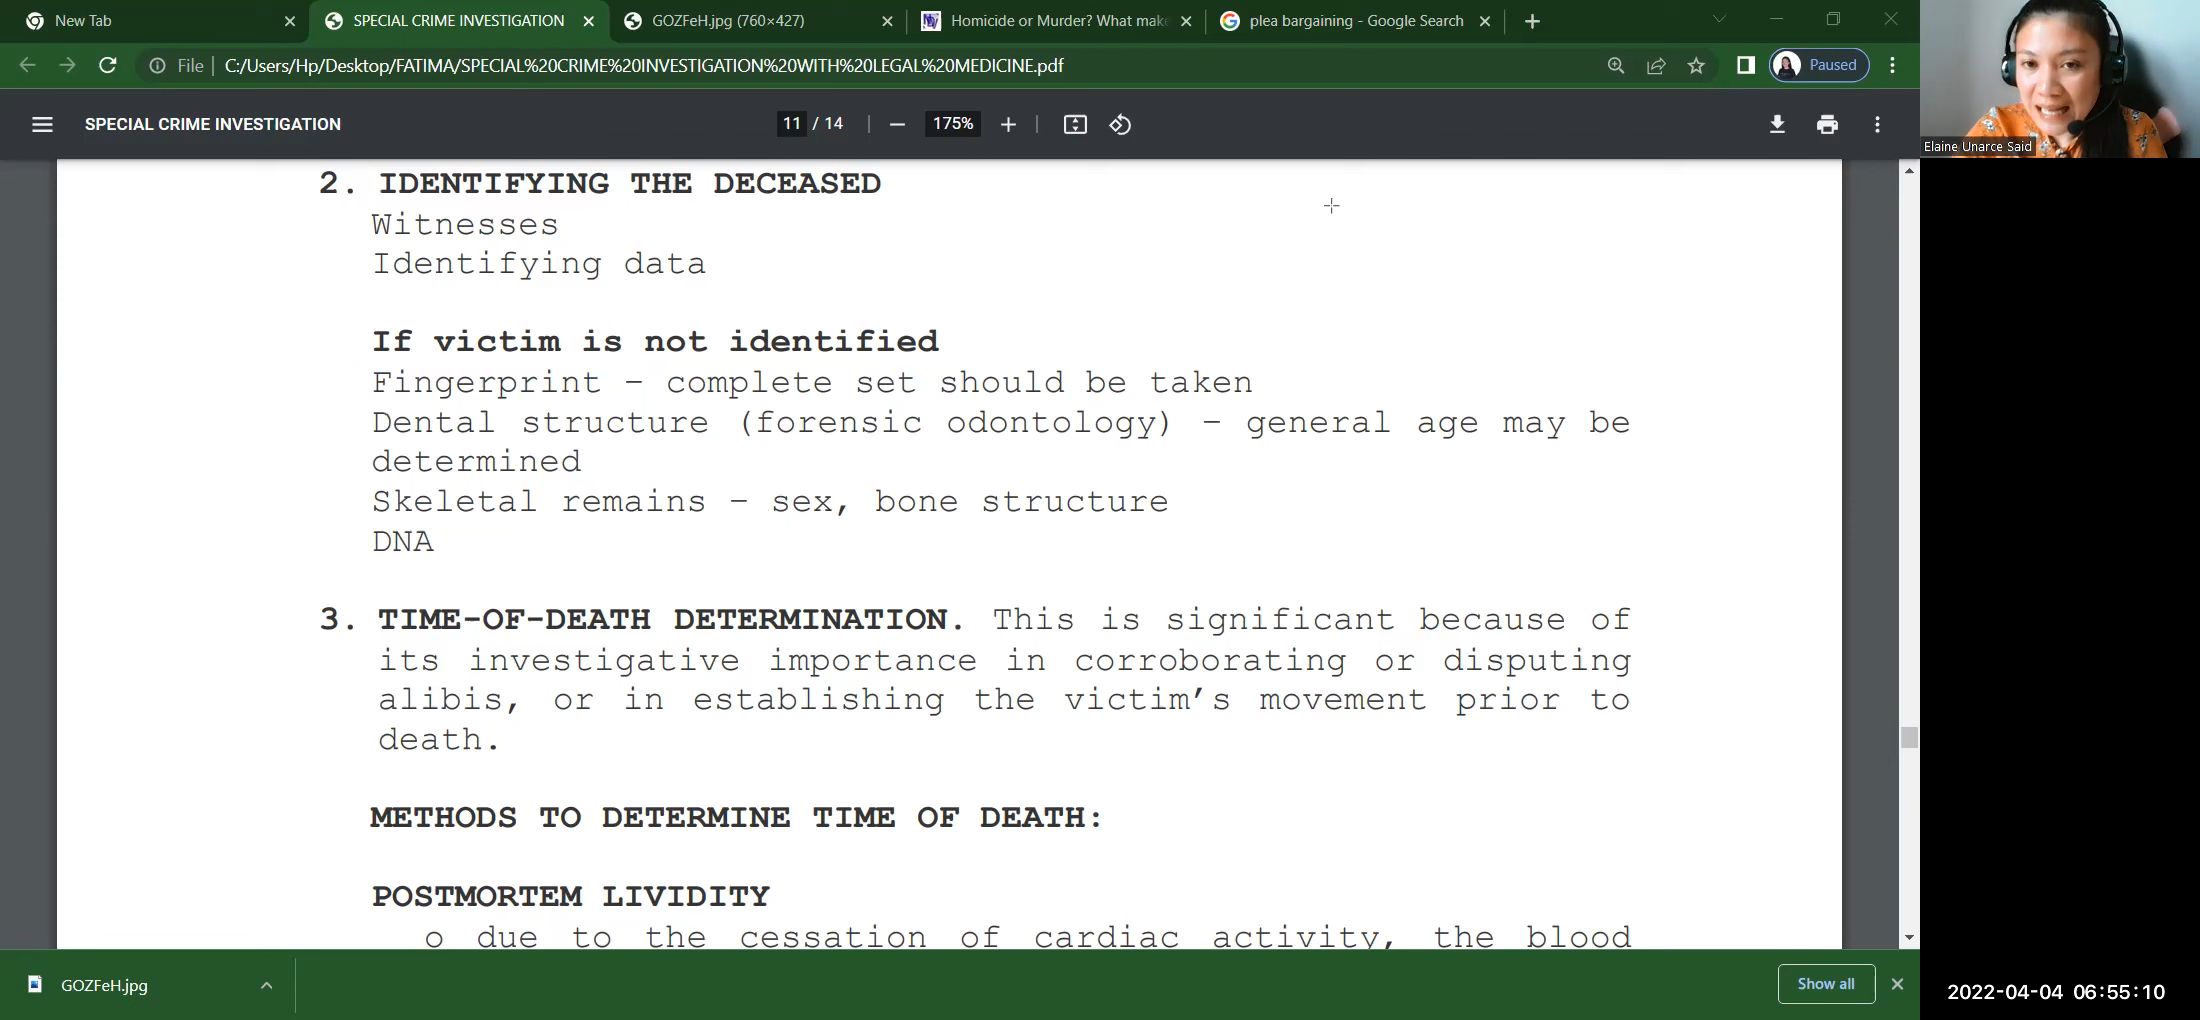 New Tab
SPECIAL CRIME INVESTIGATION
GOZFeH.jpg (760×427)
Homicide or Murder? What make
plea bargaining - Google Search
File
C:/Users/Hp/Desktop/FATIMA/SPECIAL%20CRIME%20INVESTIGATION%20WITH%20LEGAL%20MEDICINE.pdf
Paused
SPECIAL CRIME INVESTIGATION
11 / 14
175%
Elaine Unarce Said
2. IDENTIFYING THE DECEASED
Witnesses
Identifying data
If victim is not identified
Fingerprint – complete set should be taken
Dental structure (forensic odontology) – general age may be
determined
Skeletal remains – sex, bone structure
DNA
3. TIME-OF-DEATH DETERMINATION. This is significant because of
its investigative importance in corroborating or disputing
alibis, or in establishing the victim’s movement prior to
death.
METHODS TO DETERMINE TIME OF DEATH:
POSTMORTEM LIVIDITY
o due to the cessation of cardiac activity, the blood
GOZFeH.jpg
Show all
2022-04-04 06:55:10